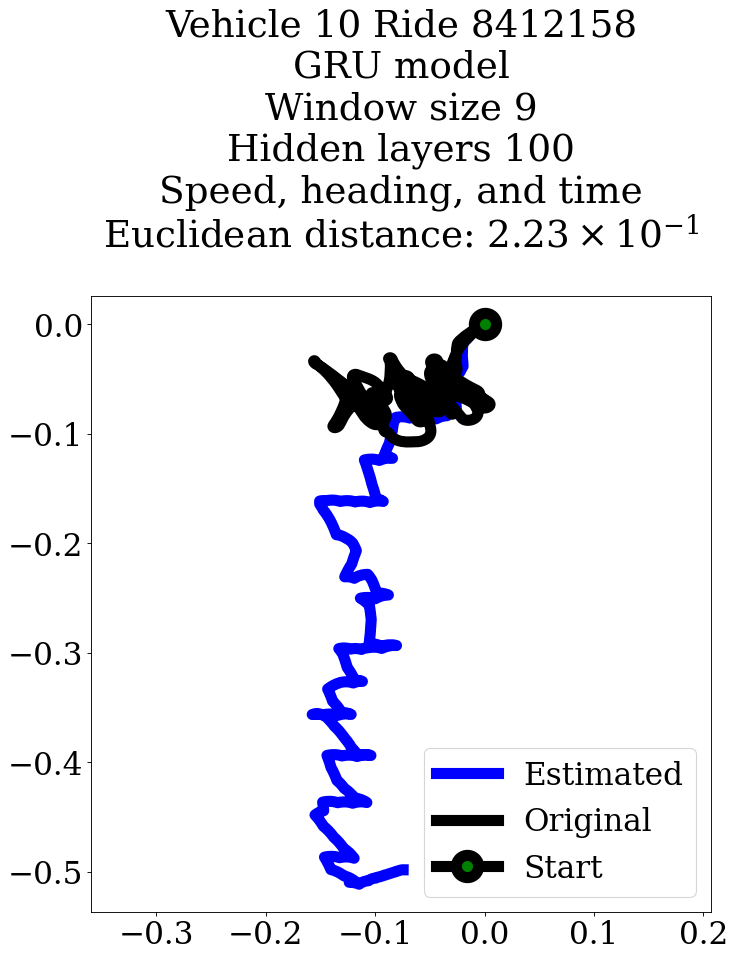 Vehicle 10 Ride 8412158
GRU model
Window size 9
Hidden layers 100
Speed, heading, and time
Euclidean distance: 2.23 × 10⁻¹
0.0
−0.1
−0.2
−0.3
−0.4
−0.5
Estimated
Original
Start
−0.3 −0.2 −0.1 0.0 0.1 0.2